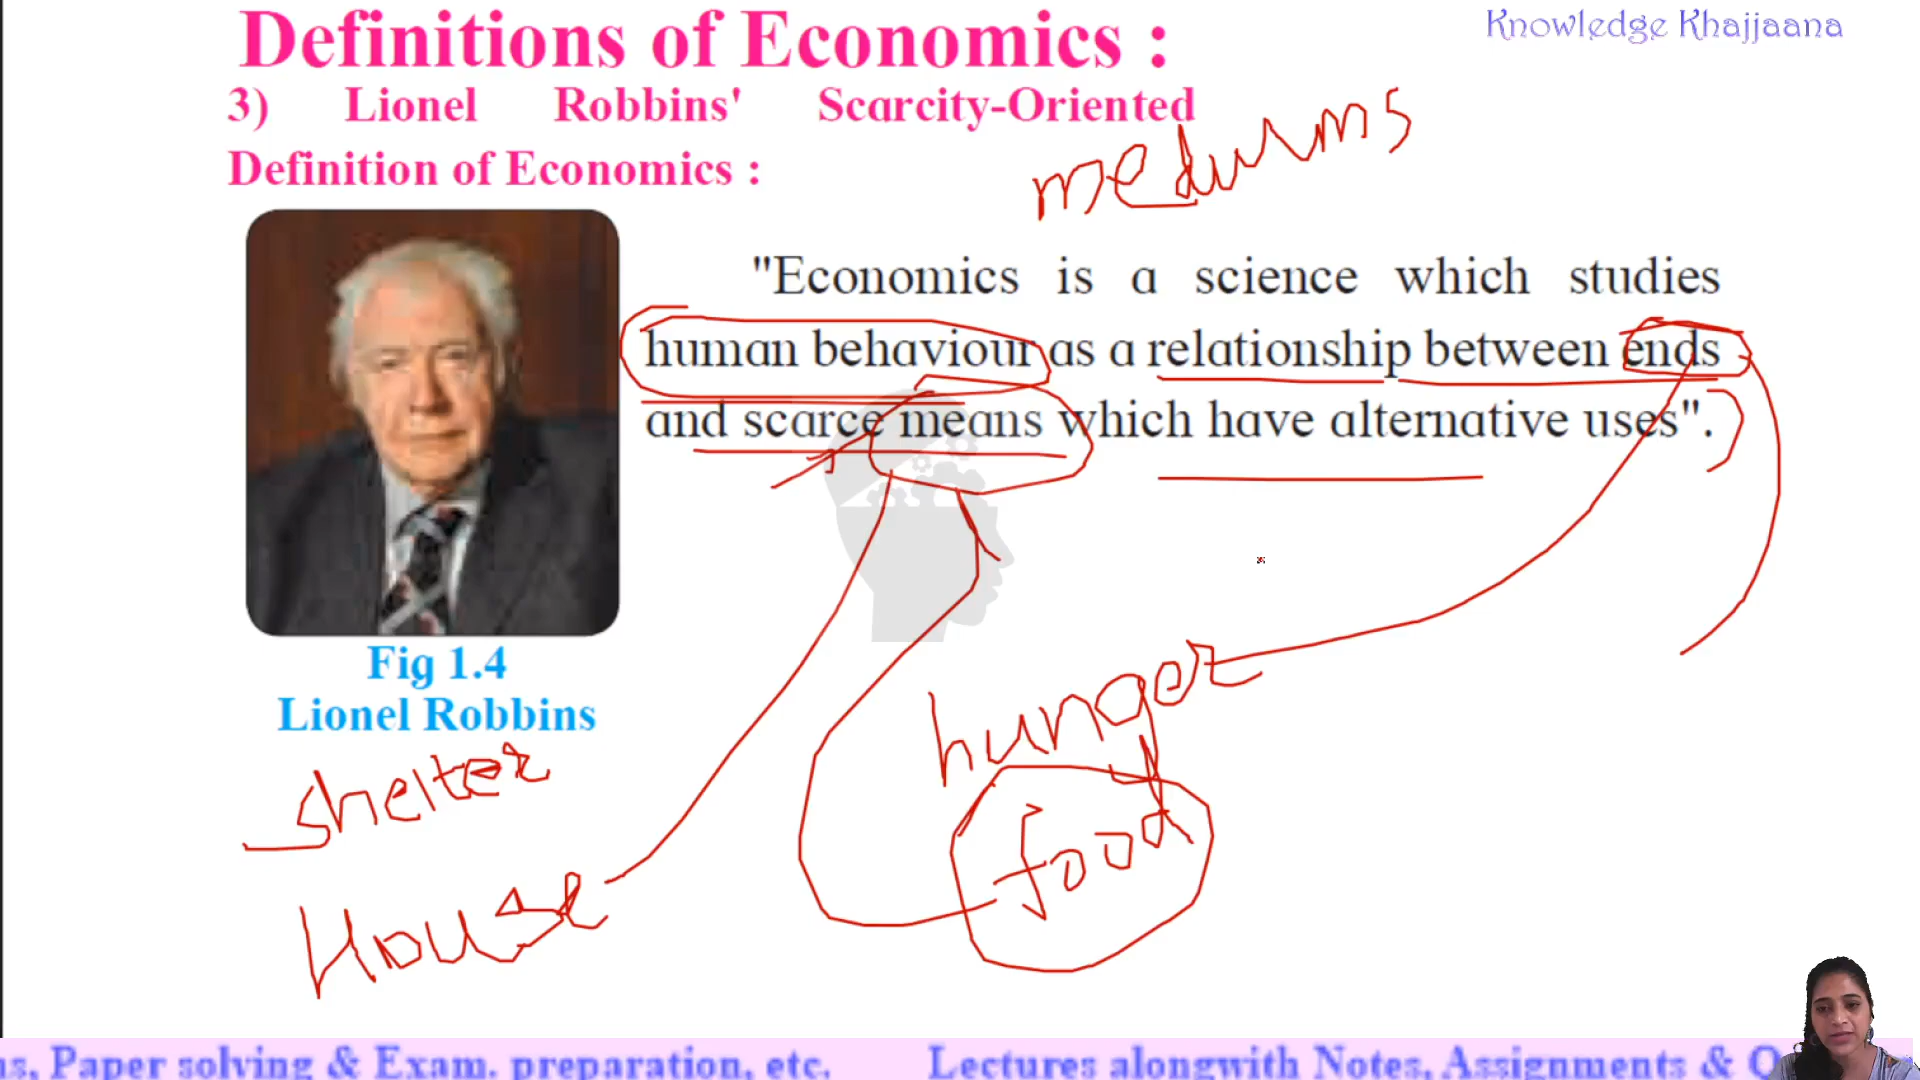 Definitions of Economics :
Knowledge Khajjaana
3) Lionel Robbins' Scarcity-Oriented
Definition of Economics :
mediums
"Economics is a science which studies
human behaviour as a relationship between ends
and scarce means which have alternative uses".
Fig 1.4
Lionel Robbins
shelter
House
hunger
food
ns, Paper solving & Exam. preparation, etc. Lectures alongwith Notes, Assignments & Q